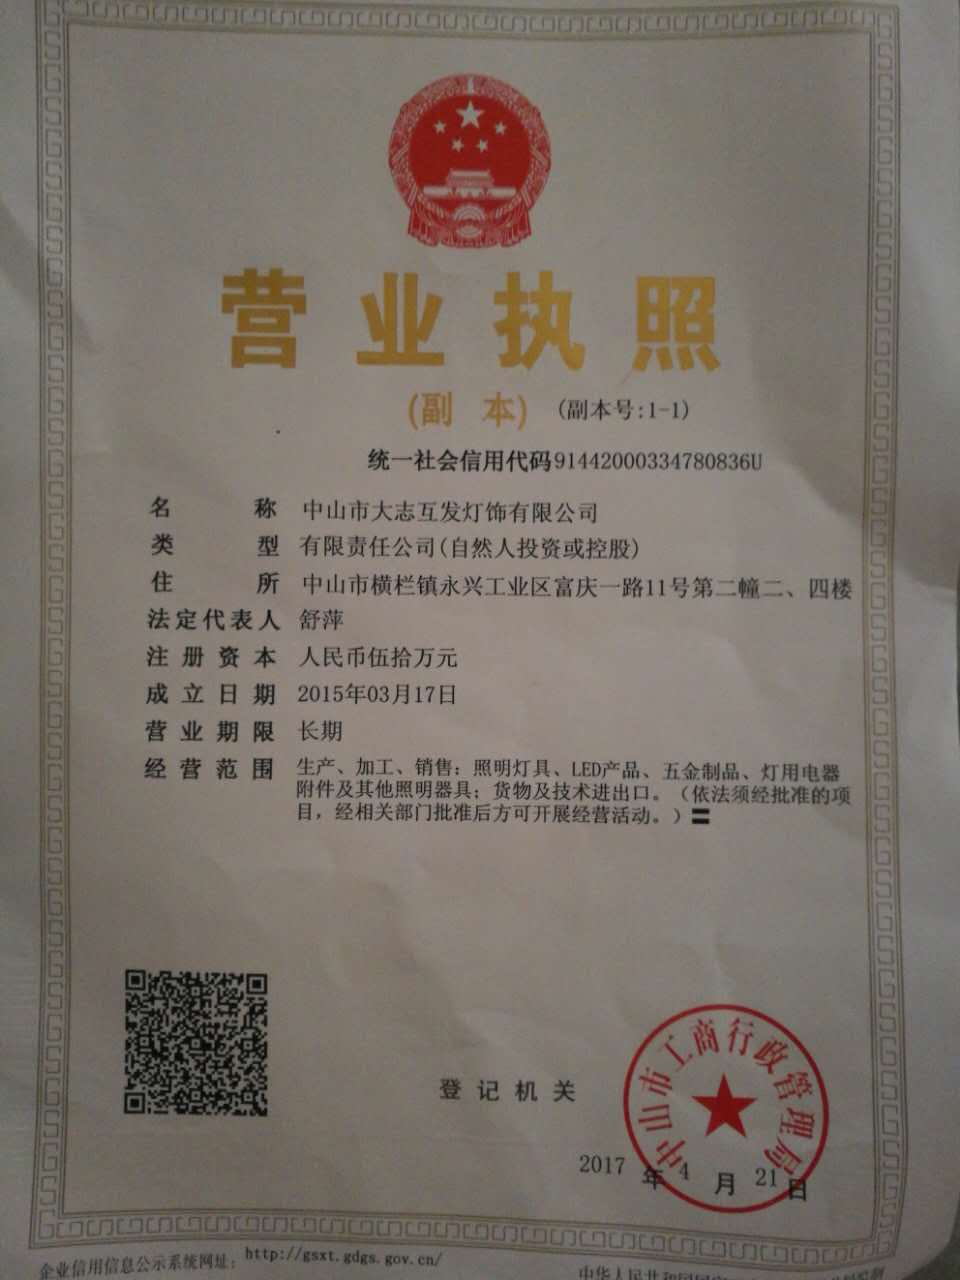 营业执照
(副 本) (副本号:1-1)
统一社会信用代码91442000334780836U
名 称 中山市大志互发灯饰有限公司
类 型 有限责任公司(自然人投资或控股)
住 所 中山市横栏镇永兴工业区富庆一路11号第二幢二、四楼
法定代表人 舒萍
注册资本 人民币伍拾万元
成立日期 2015年03月17日
营业期限 长期
经营范围 生产、加工、销售：照明灯具、LED产品、五金制品、灯用电器
附件及其他照明器具；货物及技术进出口。（依法须经批准的项
目，经相关部门批准后方可开展经营活动。）〓
中山市工商行政管理局
登记机关
2017 年 4 月 21 日
企业信用信息公示系统网址： http://gsxt.gdgs.gov.cn/
中华人民共和国国家